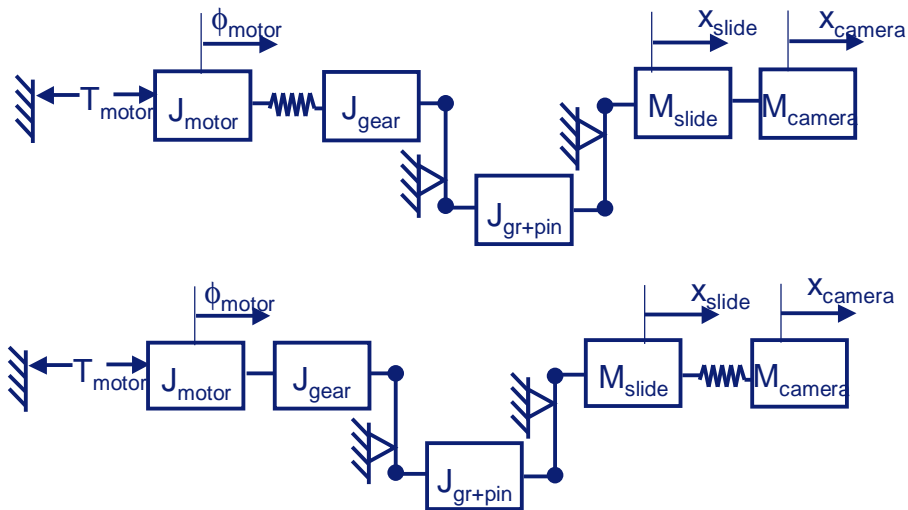 ϕmotor
xslide
xcamera
Tmotor
Jmotor
Jgear
Mslide
Mcamera
Jgr+pin
ϕmotor
xslide
xcamera
Tmotor
Jmotor
Jgear
Mslide
Mcamera
Jgr+pin